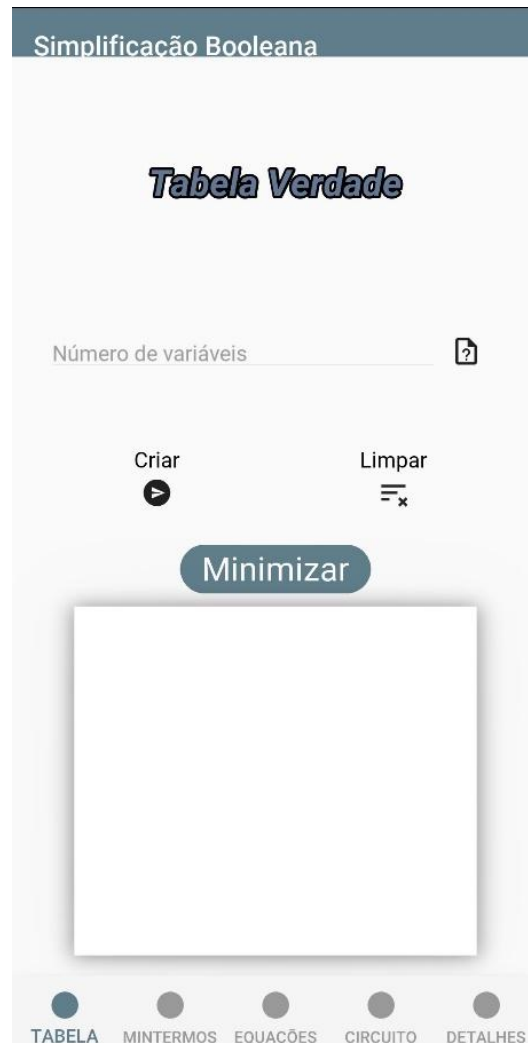 Simplificação Booleana
Tabela Verdade
Número de variáveis
Criar
Limpar
Minimizar
TABELA
MINTERMOS
EQUAÇÕES
CIRCUITO
DETALHES